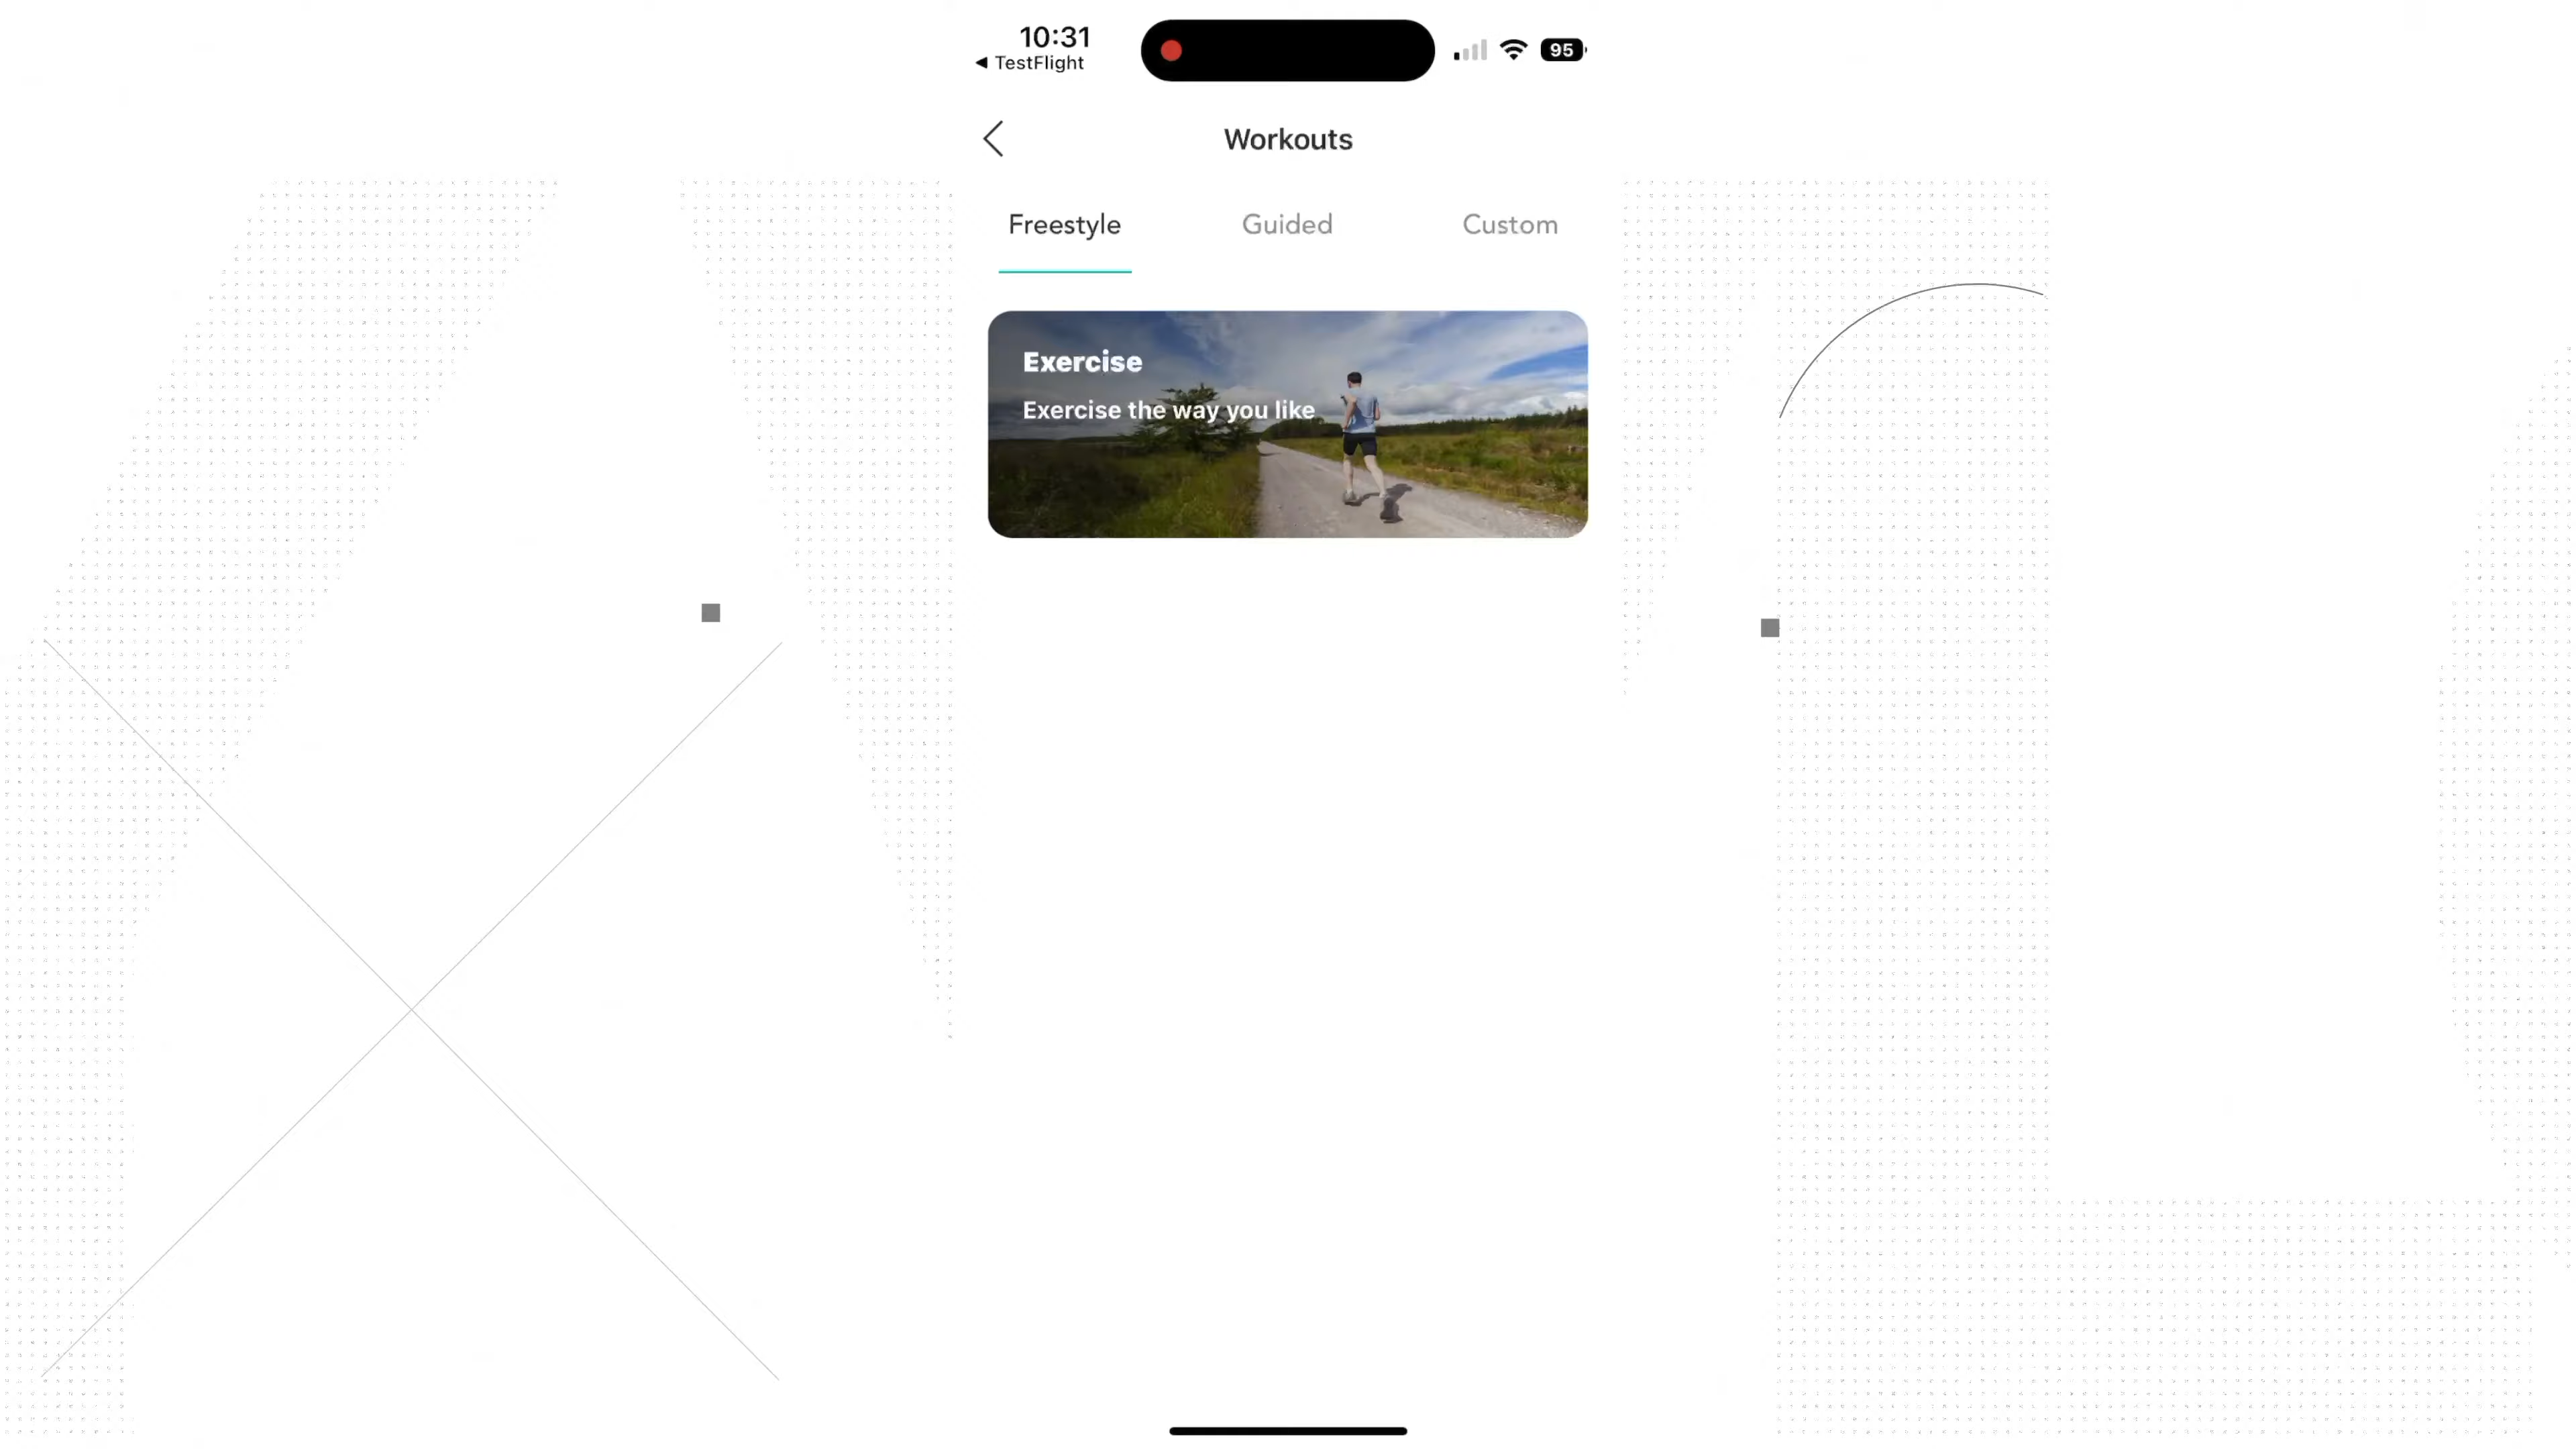 10:31
◀ TestFlight
95
Workouts
Freestyle
Guided
Custom
Exercise
Exercise the way you like